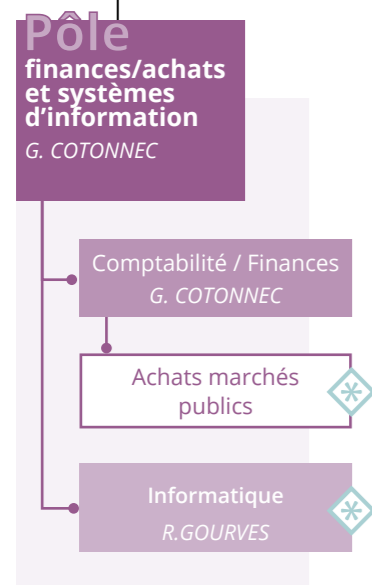 Pôle
finances/achats
et systèmes
d'information
G. COTONNEC
Comptabilité / Finances
G. COTONNEC
Achats marchés
publics
Informatique
R.GOURVES